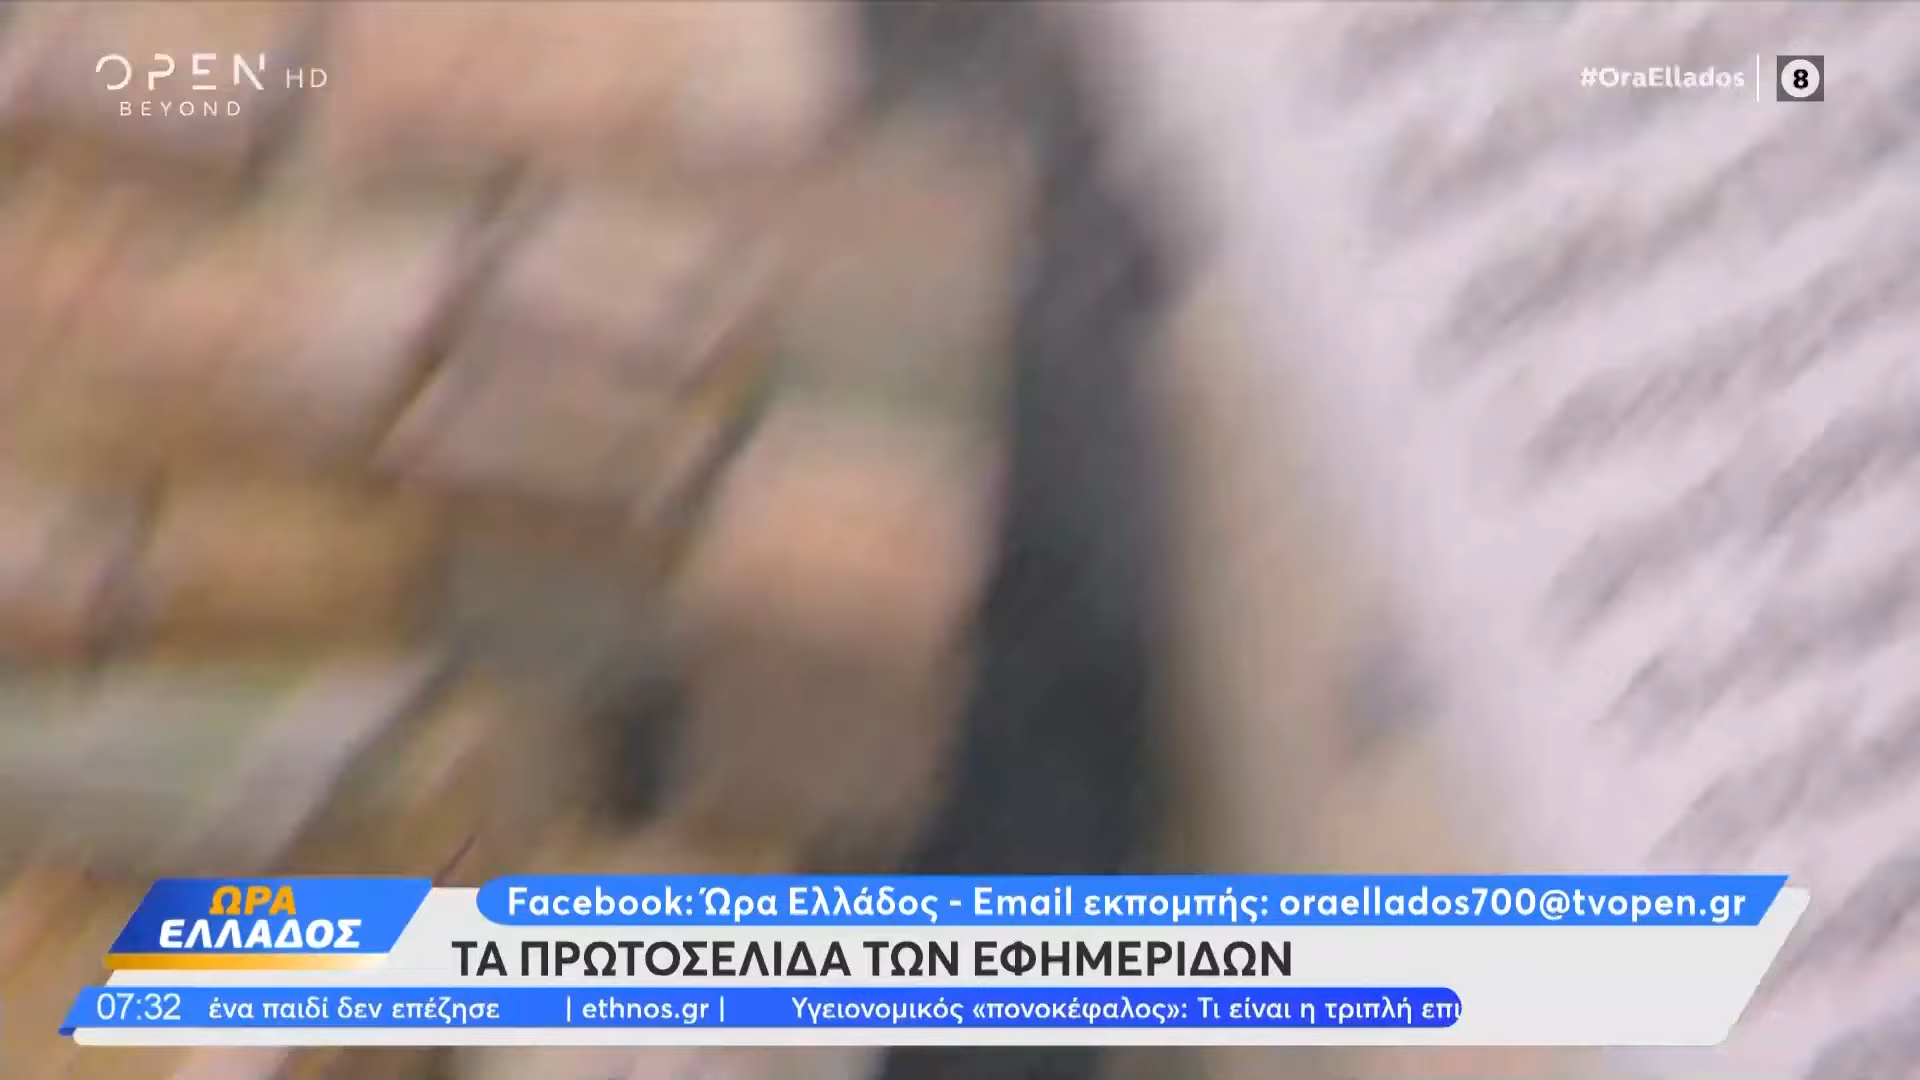 OPEN HD
BEYOND
#OraEllados
8
ΩΡΑ
ΕΛΛΑΔΟΣ
Facebook: Ώρα Ελλάδος - Email εκπομπής: oraellados700@tvopen.gr
ΤΑ ΠΡΩΤΟΣΕΛΙΔΑ ΤΩΝ ΕΦΗΜΕΡΙΔΩΝ
07:32 ένα παιδί δεν επέζησε | ethnos.gr | Υγειονομικός «πονοκέφαλος»: Τι είναι η τριπλή